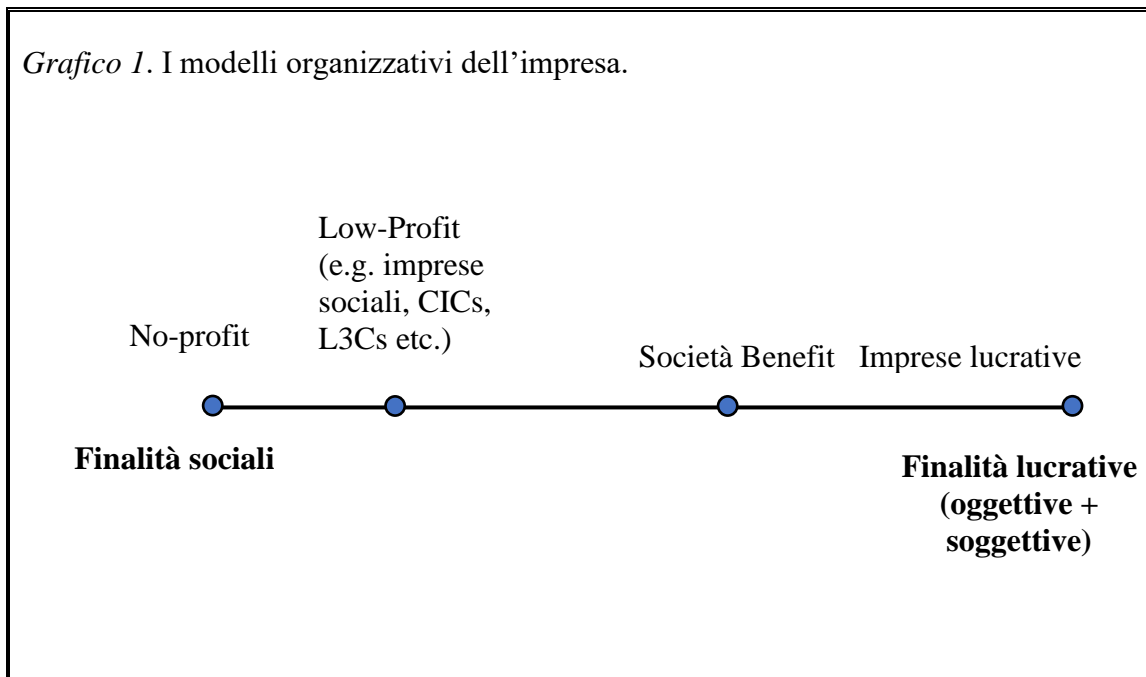 Grafico 1. I modelli organizzativi dell’impresa.
Low-Profit
(e.g. imprese
sociali, CICs,
L3Cs etc.)
No-profit
Società Benefit
Imprese lucrative
Finalità sociali
Finalità lucrative
(oggettive +
soggettive)